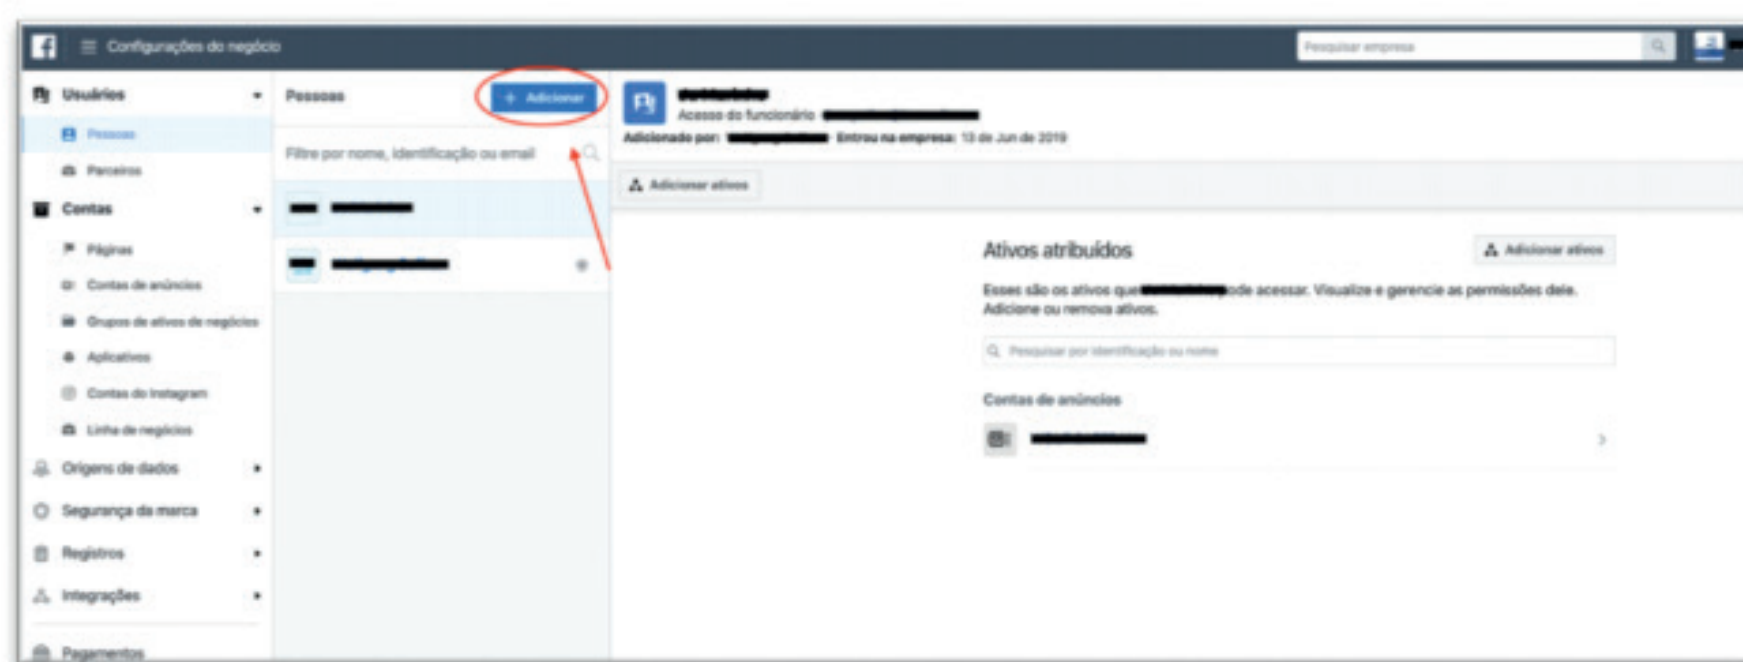 Configurações do negócio
Pesquisar empresa
Usuários
Pessoas
Parceiros
Contas
Páginas
Contas de anúncios
Grupos de ativos de negócios
Aplicativos
Contas do Instagram
Linha de negócios
Origens de dados
Segurança da marca
Registros
Integrações
Pagamentos
Pessoas
+ Adicionar
Filtre por nome, identificação ou email
Acesso do funcionário
Adicionado por: Entrou na empresa: 13 de Jun de 2019
Adicionar ativos
Ativos atribuídos
Adicionar ativos
Esses são os ativos que ode acessar. Visualize e gerencie as permissões dele.
Adicione ou remova ativos.
Pesquisar por identificação ou nome
Contas de anúncios